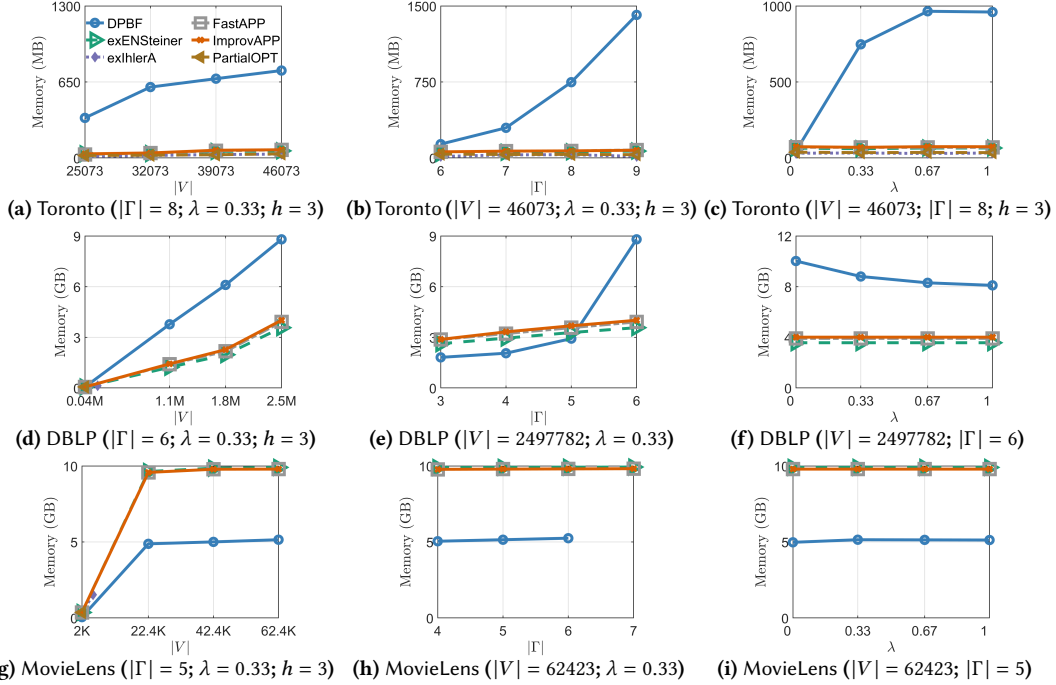 1300
650
0
Memory (MB)
DPBF
exENSteiner
exIhlerA
FastAPP
ImprovAPP
PartialOPT
25073 32073 39073 46073
|V|
(a) Toronto (|Γ| = 8; λ = 0.33; h = 3)
1500
750
0
Memory (MB)
6 7 8 9
|Γ|
(b) Toronto (|V| = 46073; λ = 0.33; h = 3)
1000
500
0
Memory (MB)
0 0.33 0.67 1
λ
(c) Toronto (|V| = 46073; |Γ| = 8; h = 3)
9
6
3
0
Memory (GB)
0.04M 1.1M 1.8M 2.5M
|V|
(d) DBLP (|Γ| = 6; λ = 0.33; h = 3)
9
6
3
0
Memory (GB)
3 4 5 6
|Γ|
(e) DBLP (|V| = 2497782; λ = 0.33)
12
8
4
0
Memory (GB)
0 0.33 0.67 1
λ
(f) DBLP (|V| = 2497782; |Γ| = 6)
10
5
0
Memory (GB)
2K 22.4K 42.4K 62.4K
|V|
g) MovieLens (|Γ| = 5; λ = 0.33; h = 3)
10
5
0
Memory (GB)
4 5 6 7
|Γ|
(h) MovieLens (|V| = 62423; λ = 0.33)
10
5
0
Memory (GB)
0 0.33 0.67 1
λ
(i) MovieLens (|V| = 62423; |Γ| = 5)